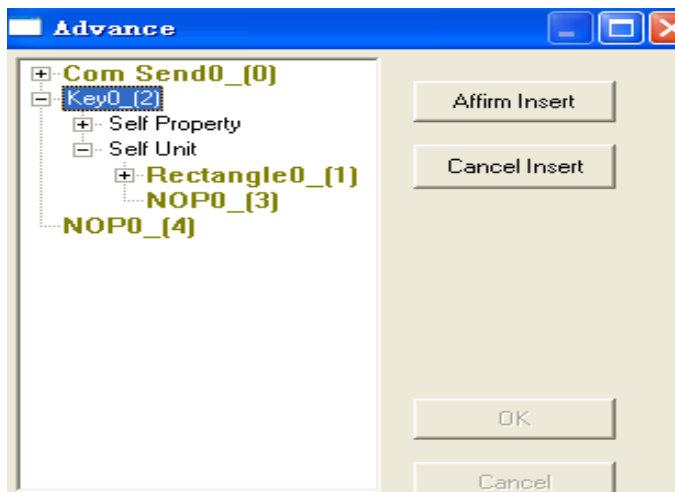 Advance
Com Send0_(0)
Key0_(2)
Self Property
Self Unit
Rectangle0_(1)
NOP0_(3)
NOP0_(4)
Affirm Insert
Cancel Insert
OK
Cancel